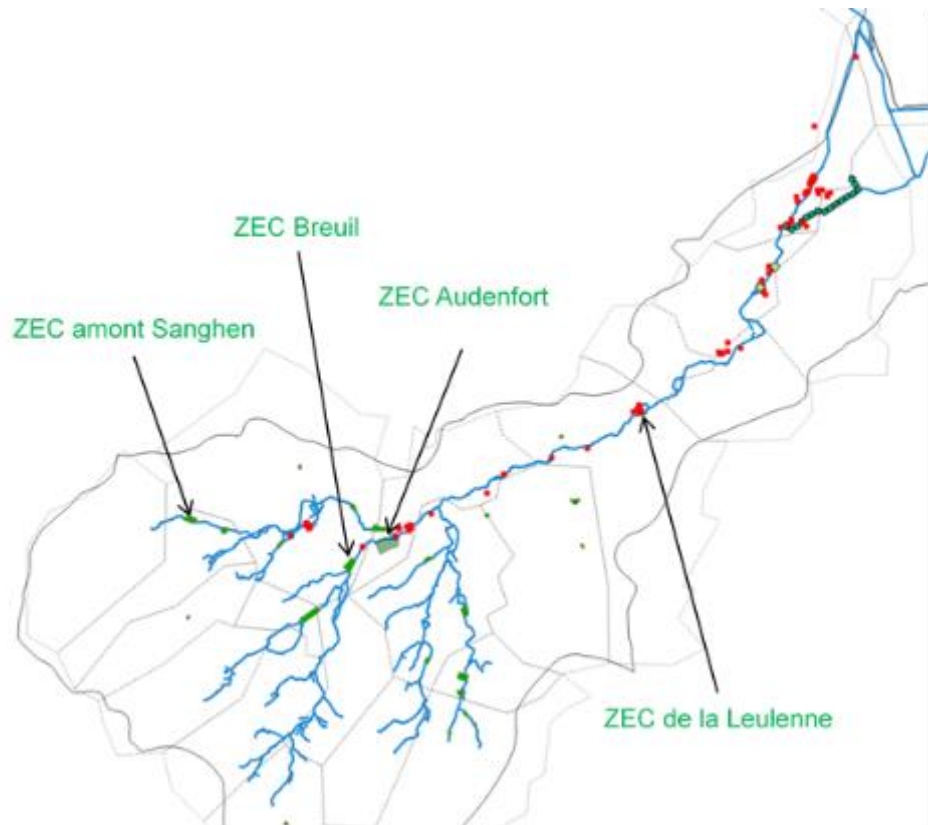 ZEC Breuil
ZEC Audenfort
ZEC amont Sanghen
ZEC de la Leulenne